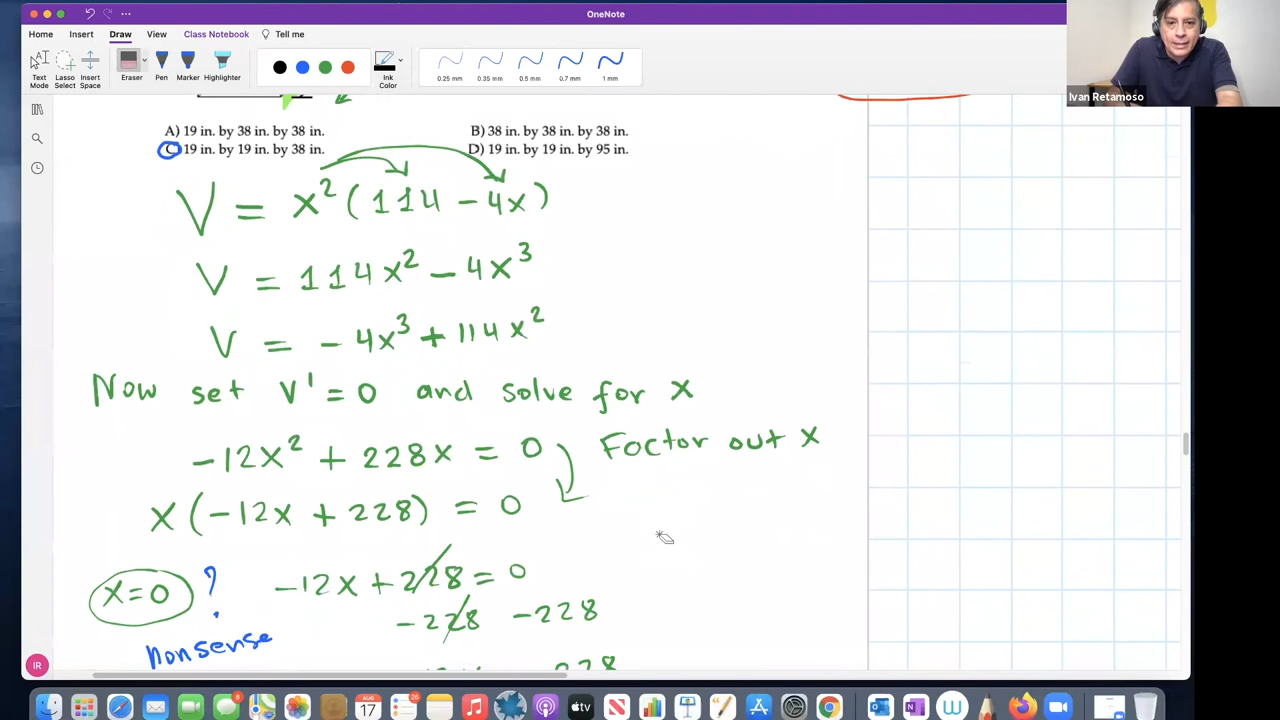 OneNote
Home Insert Draw View Class Notebook Tell me
Text Mode Lasso Select Insert Space Eraser Pen Marker Highlighter Ink Color 0.25 mm 0.35 mm 0.5 mm 0.7 mm 1 mm
Ivan Retamoso
A) 19 in. by 38 in. by 38 in. B) 38 in. by 38 in. by 38 in.
C) 19 in. by 19 in. by 38 in. D) 19 in. by 19 in. by 95 in.
V = x² (114 - 4x)
V = 114x² - 4x³
V = - 4x³ + 114x²
Now set V' = 0 and solve for x
-12x² + 228x = 0 Factor out x
x (-12x + 228) = 0
x = 0 ? -12x + 228 = 0
- 228 - 228
nonsense
IR
AUG 17